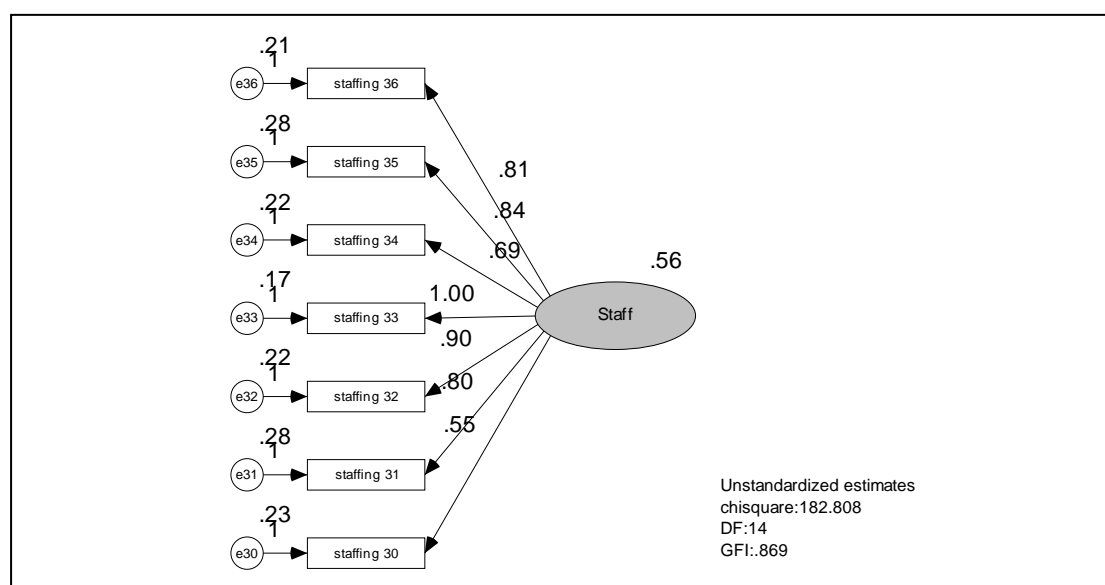 .21
1
e36
staffing 36
.28
1
e35
staffing 35
.22
1
e34
staffing 34
.17
1
e33
staffing 33
.22
1
e32
staffing 32
.28
1
e31
staffing 31
.23
1
e30
staffing 30
.81
.84
.69
1.00
.90
.80
.55
.56
Staff
Unstandardized estimates
chisquare:182.808
DF:14
GFI:.869